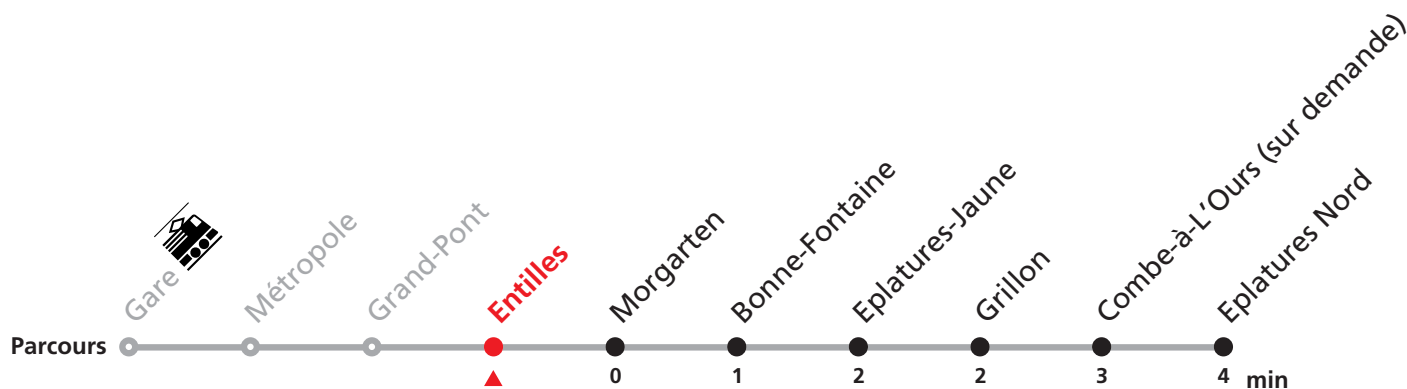 Gare
Métropole
Grand-Pont
Entilles
Morgarten
Bonne-Fontaine
Eplatures-Jaune
Grillon
Combe-à-L'Ours (sur demande)
Eplatures Nord
Parcours
0 1 2 2 3 4 min